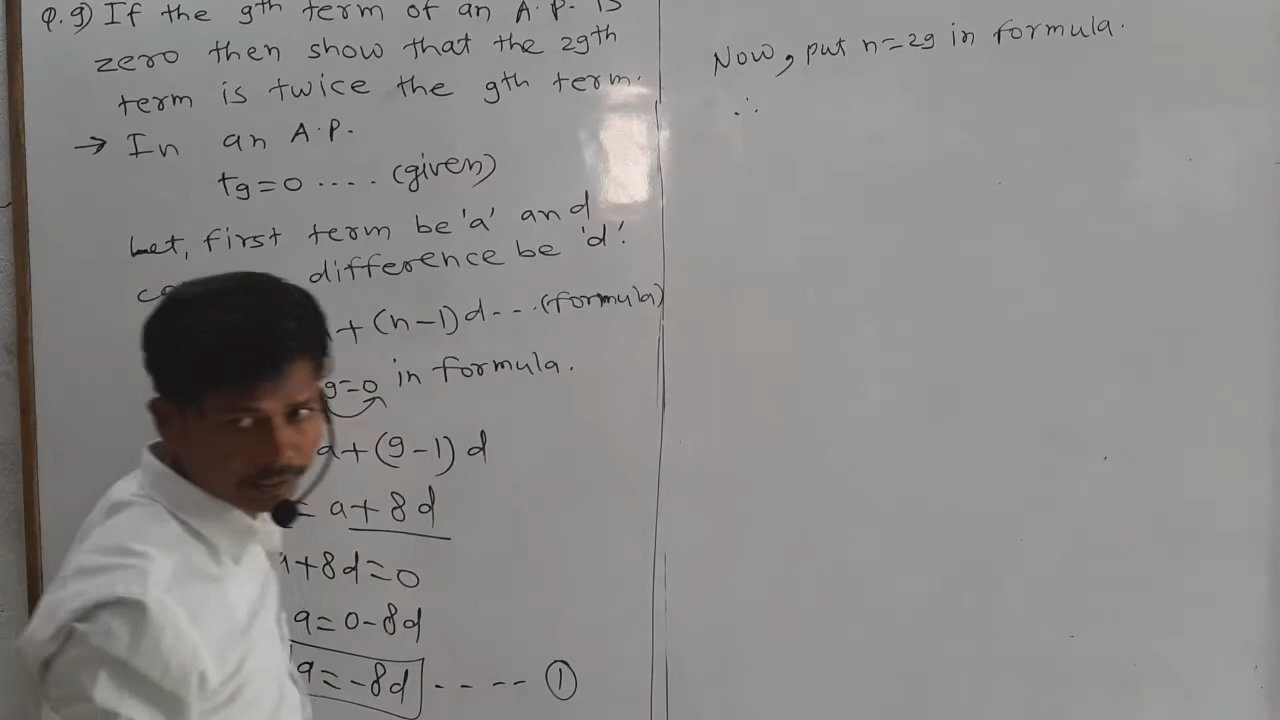 Q.9) If the 9th term of an A.P. is
zero then show that the 29th
term is twice the 9th term.
→ In an A.P.
t9=0 .... (given)
Let, first term be 'a' and
difference be 'd'.
+(n-1)d... (formula)
9=0 in formula.
a+(9-1)d
= a+8d
a+8d=0
a=0-8d
a=-8d ---- ①
Now, put n=29 in formula.
∴